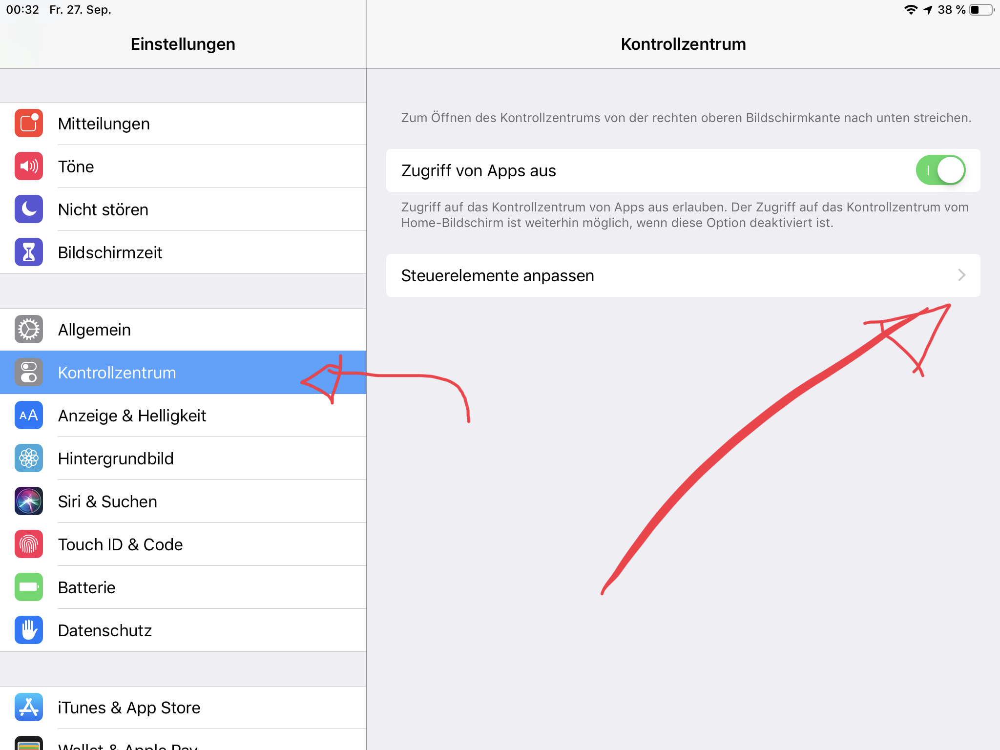 00:32 Fr. 27. Sep.
38 %
Einstellungen
Mitteilungen
Töne
Nicht stören
Bildschirmzeit
Allgemein
Kontrollzentrum
AA Anzeige & Helligkeit
Hintergrundbild
Siri & Suchen
Touch ID & Code
Batterie
Datenschutz
iTunes & App Store
Wallet & Apple Pay
Kontrollzentrum
Zum Öffnen des Kontrollzentrums von der rechten oberen Bildschirmkante nach unten streichen.
Zugriff von Apps aus
Zugriff auf das Kontrollzentrum von Apps aus erlauben. Der Zugriff auf das Kontrollzentrum vom
Home-Bildschirm ist weiterhin möglich, wenn diese Option deaktiviert ist.
Steuerelemente anpassen